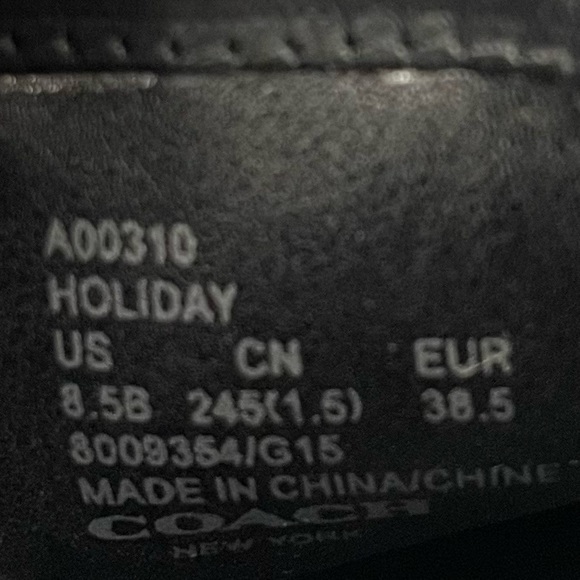 A00310
HOLIDAY
US CN EUR
8.5B 245(1.5) 38.5
8009354/G15
MADE IN CHINA/CHINE
COACH
NEW YORK